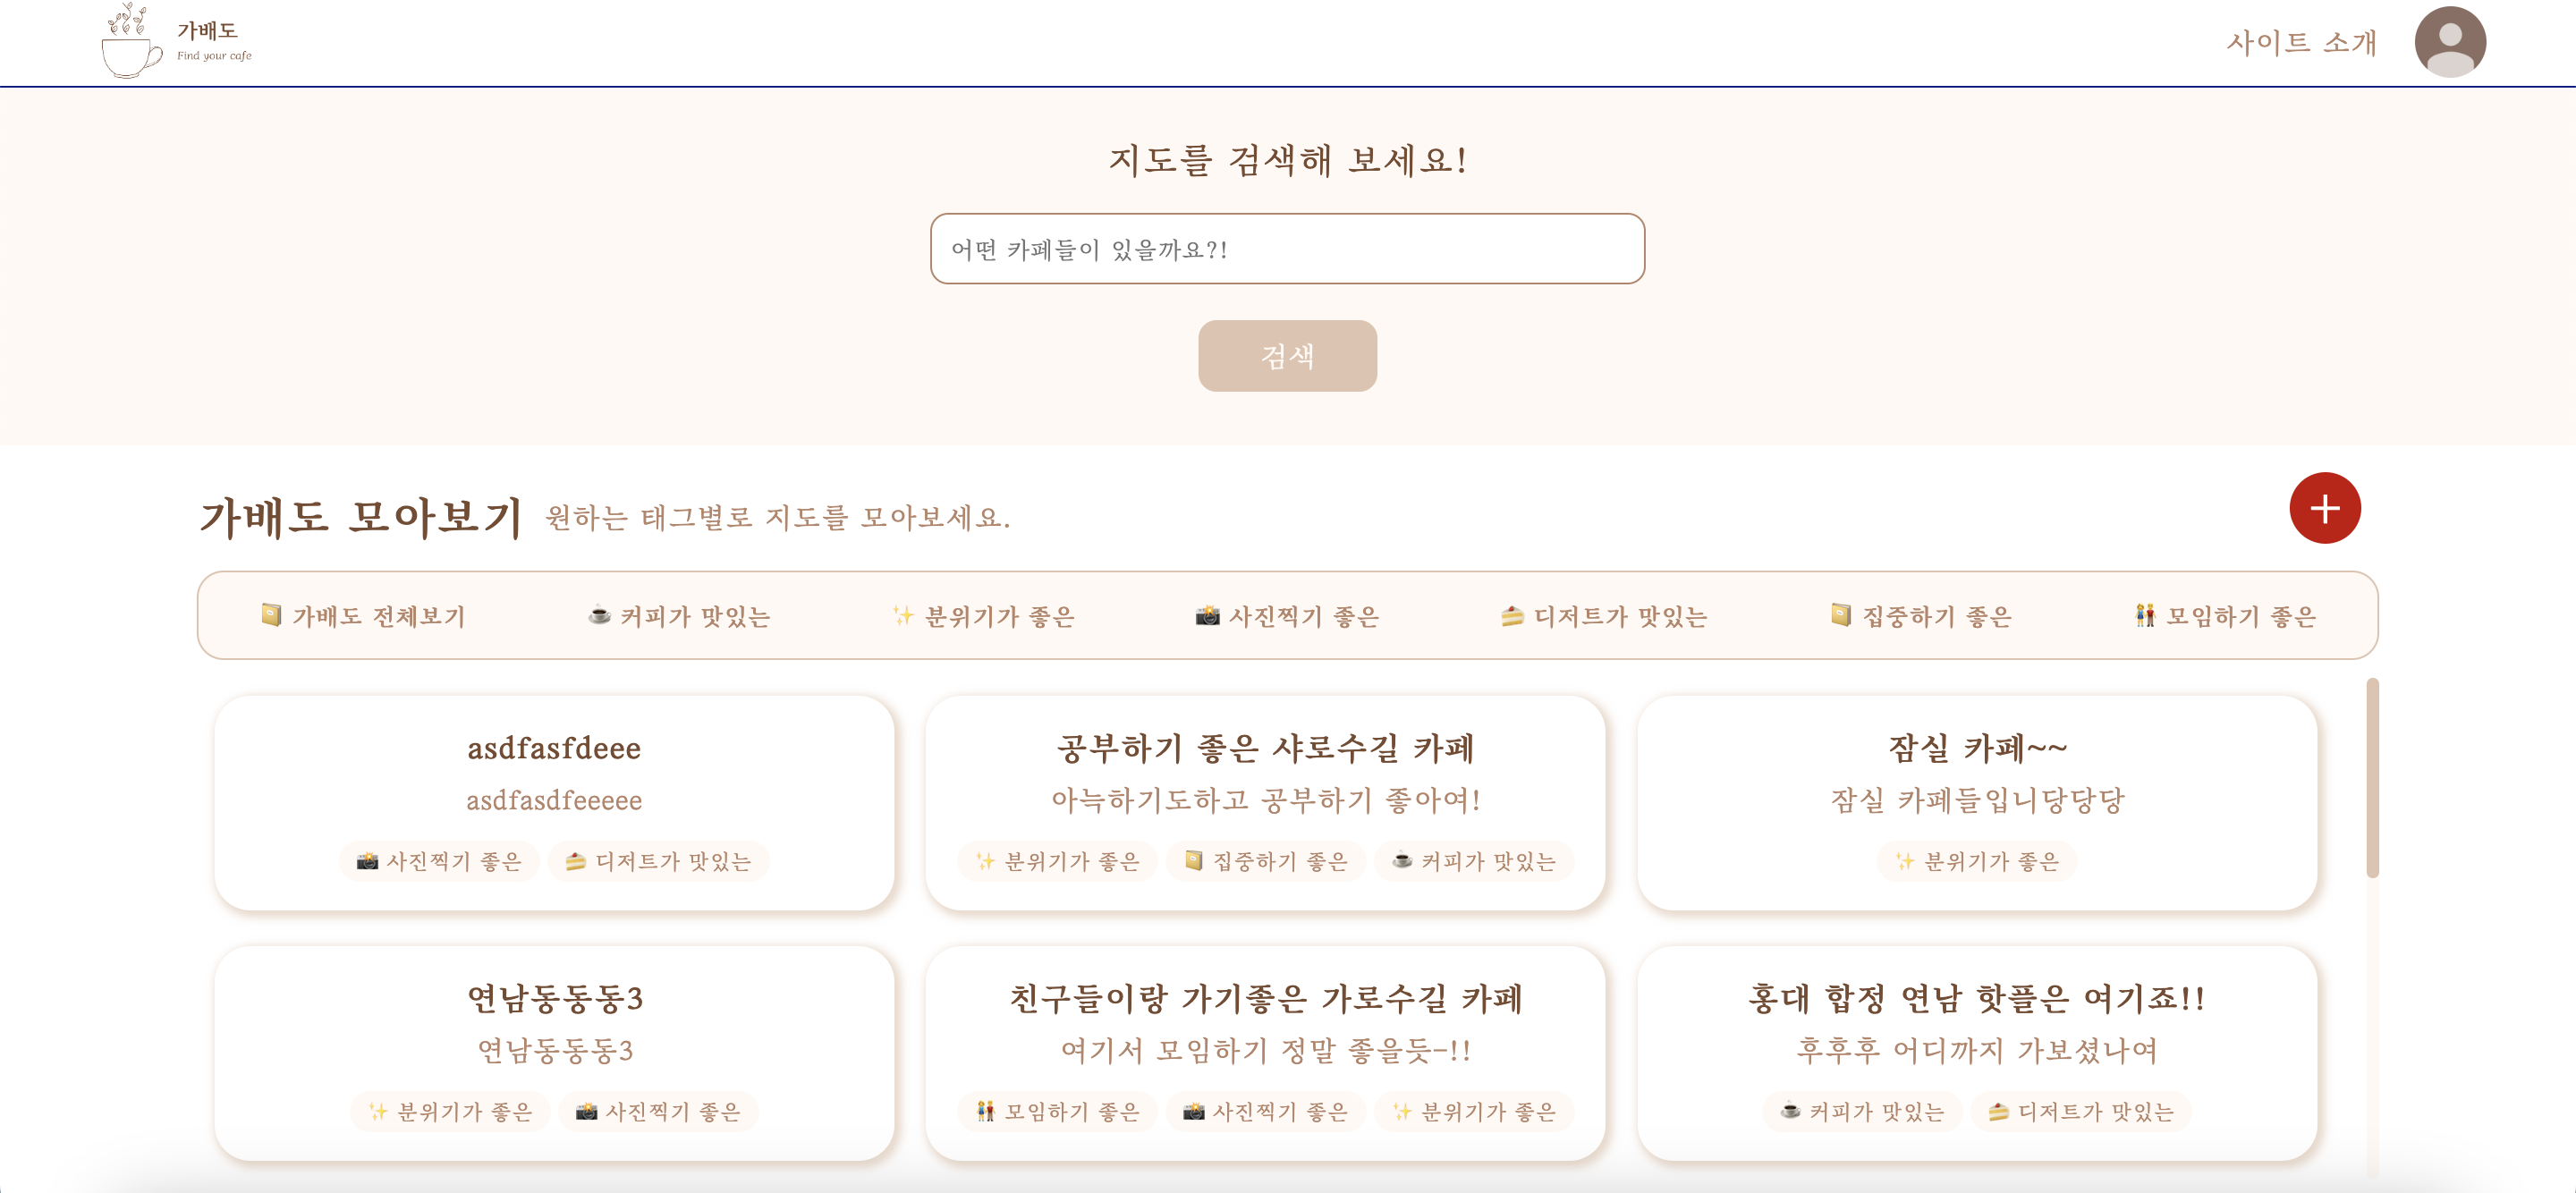 가배도
Find your cafe
사이트 소개
지도를 검색해 보세요!
어떤 카페들이 있을까요?!
검색
가배도 모아보기 원하는 태그별로 지도를 모아보세요.
가배도 전체보기 커피가 맛있는 분위기가 좋은 사진찍기 좋은 디저트가 맛있는 집중하기 좋은 모임하기 좋은
asdfasfdeee
asdfasdfeeeee
사진찍기 좋은 디저트가 맛있는
공부하기 좋은 샤로수길 카페
아늑하기도하고 공부하기 좋아여!
분위기가 좋은 집중하기 좋은 커피가 맛있는
잠실 카페~~
잠실 카페들입니당당당
분위기가 좋은
연남동동동3
연남동동동3
분위기가 좋은 사진찍기 좋은
친구들이랑 가기좋은 가로수길 카페
여기서 모임하기 정말 좋을듯-!!
모임하기 좋은 사진찍기 좋은 분위기가 좋은
홍대 합정 연남 핫플은 여기죠!!
후후후 어디까지 가보셨나여
커피가 맛있는 디저트가 맛있는